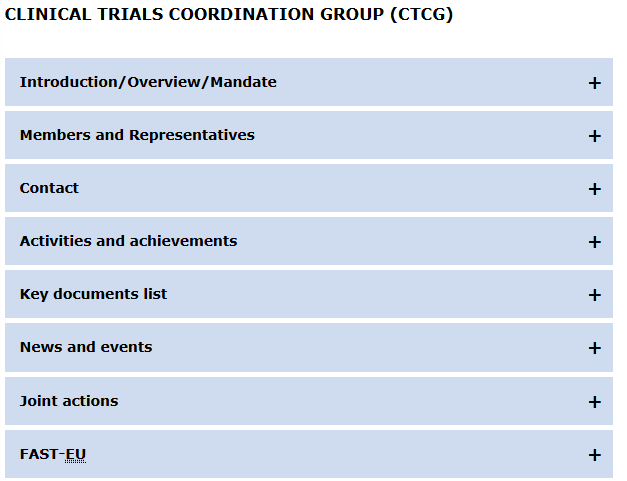 CLINICAL TRIALS COORDINATION GROUP (CTCG)
Introduction/Overview/Mandate +
Members and Representatives +
Contact +
Activities and achievements +
Key documents list +
News and events +
Joint actions +
FAST-EU +